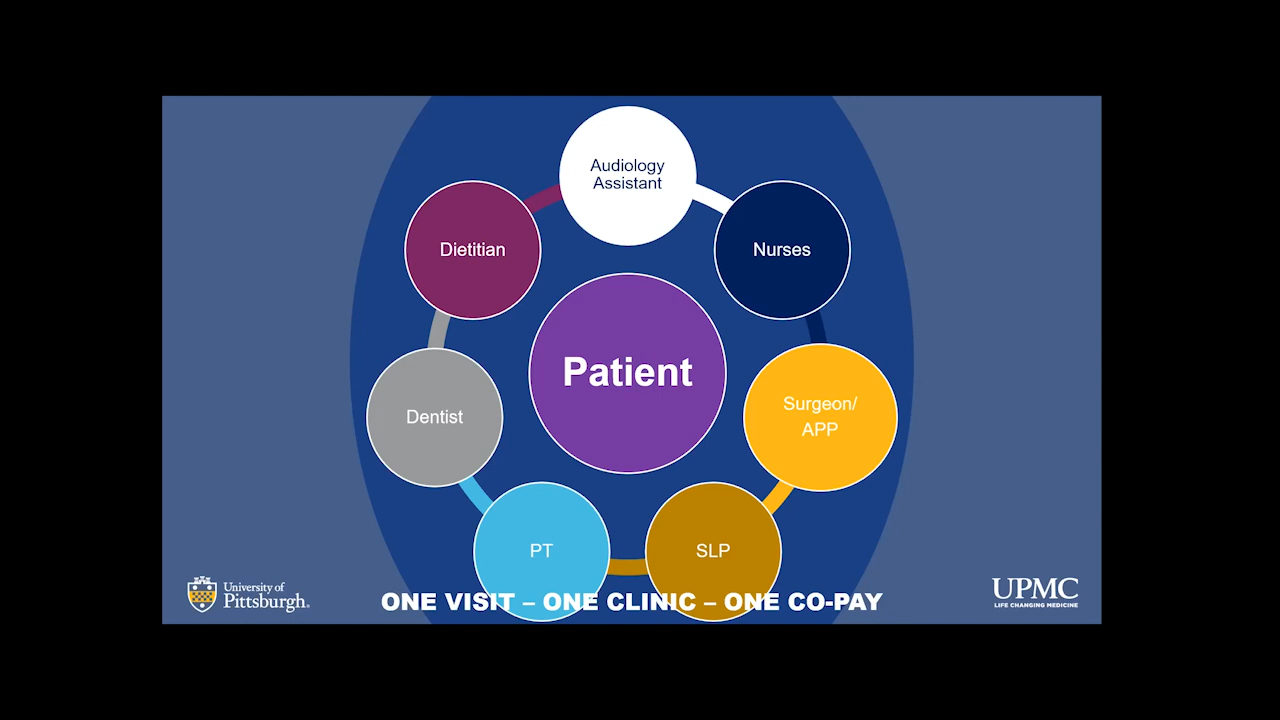 Audiology
Assistant
Dietitian
Nurses
Patient
Dentist
Surgeon/
APP
PT
SLP
ONE VISIT – ONE CLINIC – ONE CO-PAY
University of
Pittsburgh®
UPMC
LIFE CHANGING MEDICINE